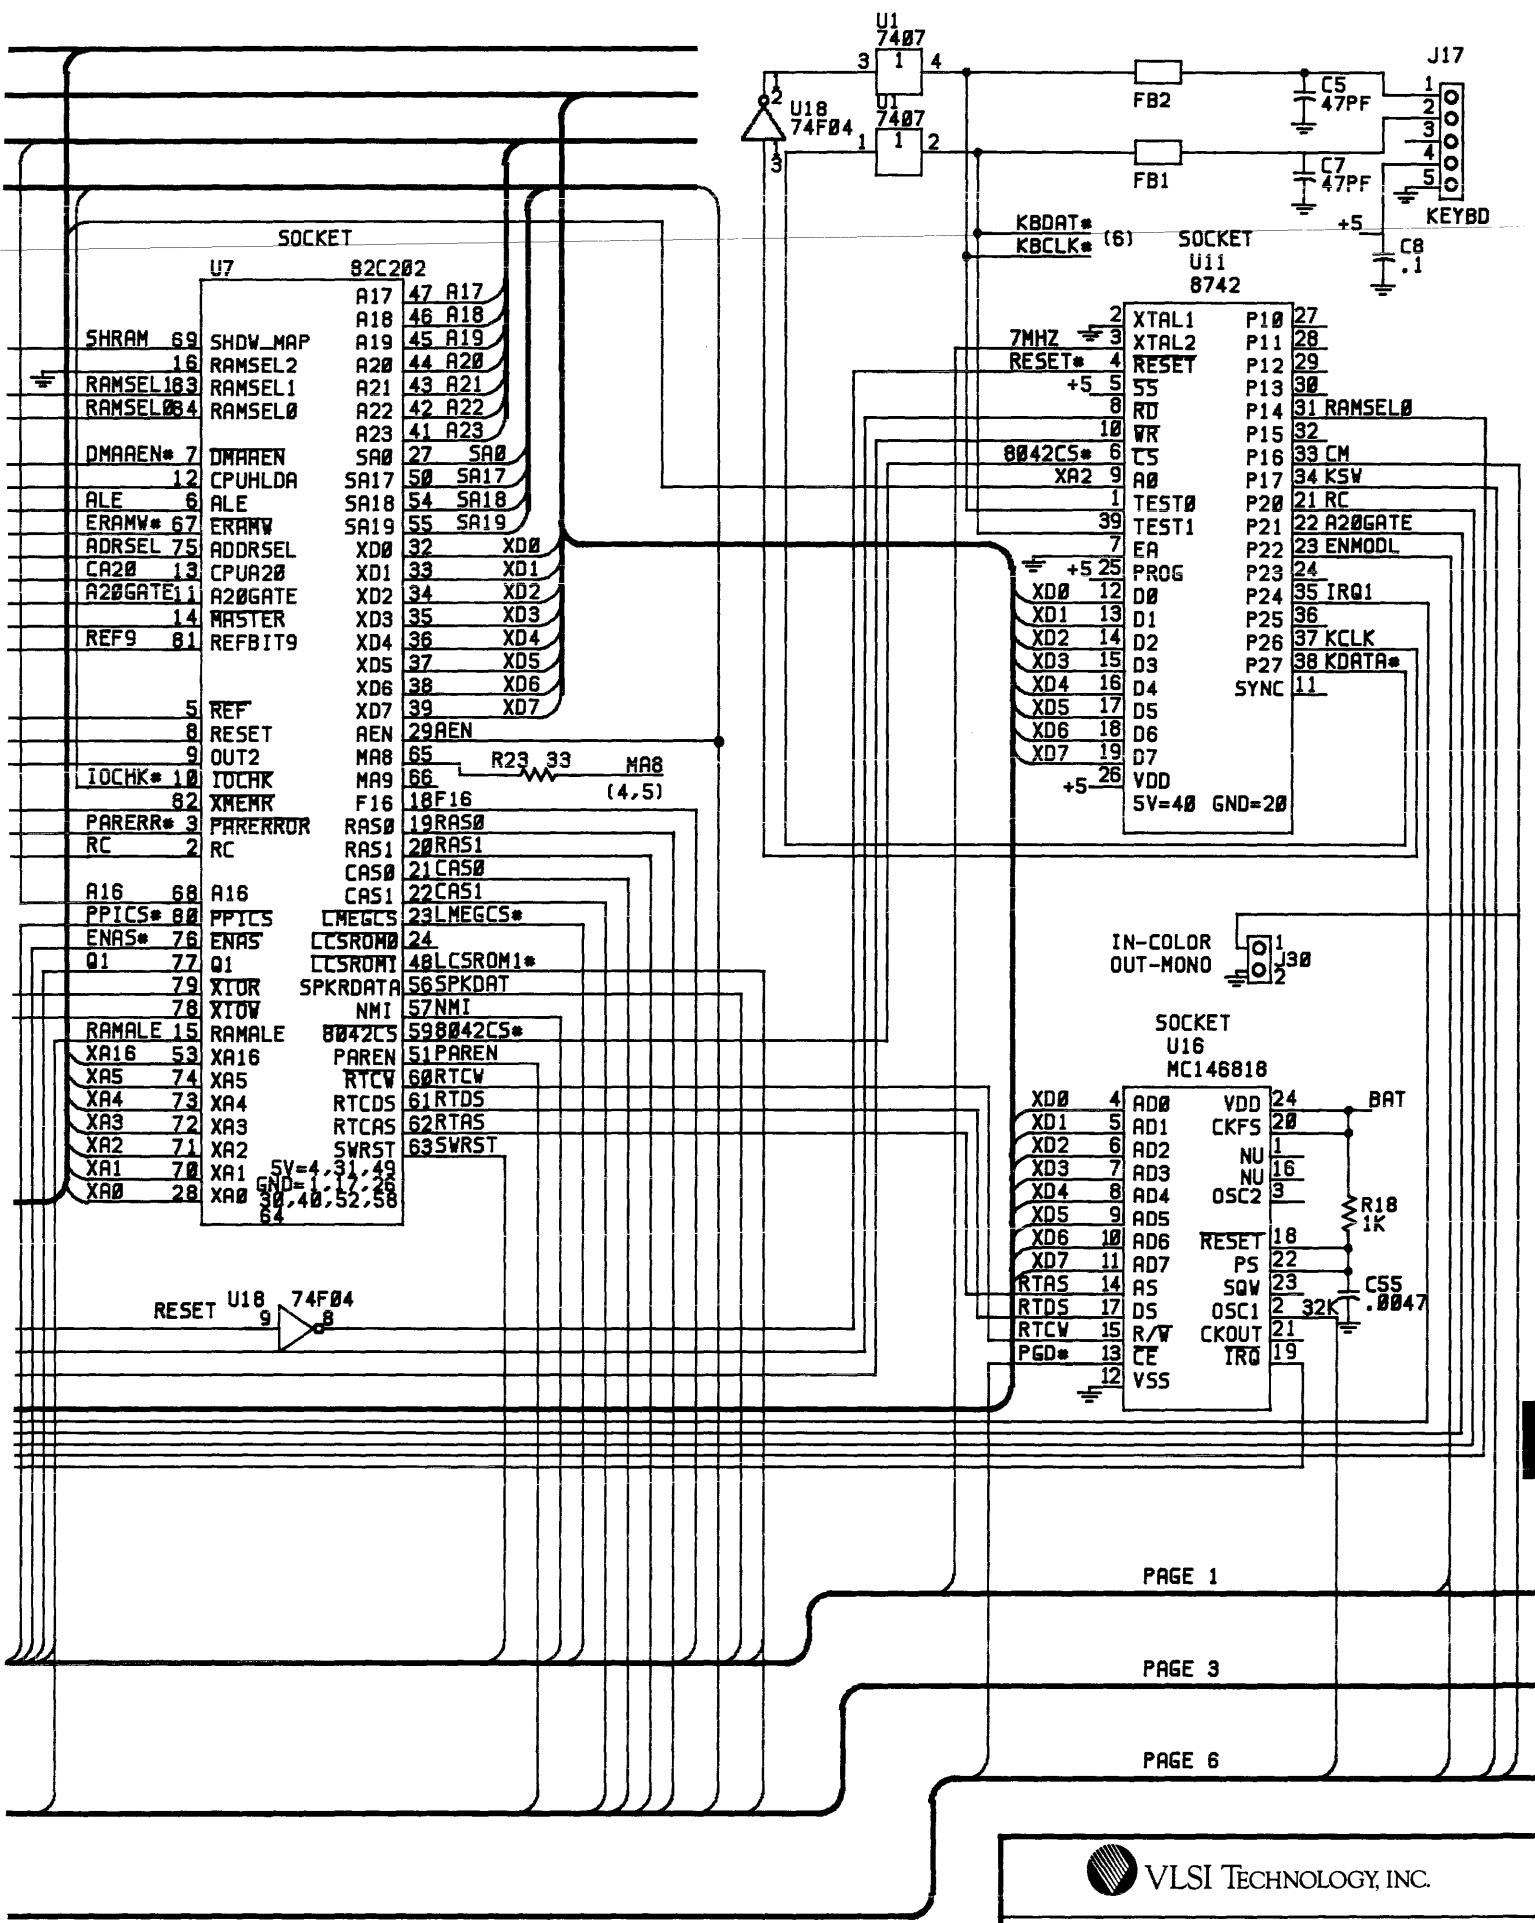 U1
7407
3 1 4
J17
1
2
U18
74F04
U1
7407
1 1 2
3
FB2
C5
47PF
FB1
C7
47PF
1
2
3
4
5
KEYBD
KBDAT*
KBCLK* (6)
+5
C8
.1
SOCKET
U7 82C202
SHRAM 69 SHDW_MAP
16 RAMSEL2
RAMSEL1 83 RAMSEL1
RAMSEL0 84 RAMSEL0
DMAAEN* 7 DMAAEN
12 CPUHLDA
ALE 6 ALE
ERAMW* 67 ERAMW
ADRSEL 75 ADDRSEL
CA20 13 CPUA20
A20GATE 11 A20GATE
14 MASTER
REF9 81 REFBIT9
5 REF
8 RESET
9 OUT2
IOCHK* 10 IOCHK
82 XMEMR
PARERR* 3 PARERROR
RC 2 RC
A16 68 A16
PPICS* 80 PPICS
ENAS* 76 ENAS
Q1 77 Q1
79 XIOR
78 XIOW
RAMALE 15 RAMALE
XA16 53 XA16
XA5 74 XA5
XA4 73 XA4
XA3 72 XA3
XA2 71 XA2
XA1 70 XA1
XA0 28 XA0
A17 47 A17
A18 46 A18
A19 45 A19
A20 44 A20
A21 43 A21
A22 42 A22
A23 41 A23
SA0 27 SA0
SA17 50 SA17
SA18 54 SA18
SA19 55 SA19
XD0 32 XD0
XD1 33 XD1
XD2 34 XD2
XD3 35 XD3
XD4 36 XD4
XD5 37 XD5
XD6 38 XD6
XD7 39 XD7
AEN 29 AEN
MA8 65
MA9 66
R23 33 MA8
(4,5)
F16 18 F16
RAS0 19 RAS0
RAS1 20 RAS1
CAS0 21 CAS0
CAS1 22 CAS1
LMEGCS 23 LMEGCS*
LCSROM0 24
LCSROM1 48 LCSROM1*
SPKRDATA 56 SPKDAT
NMI 57 NMI
8042CS 59 8042CS*
PAREN 51 PAREN
RTCW 60 RTCW
RTCDS 61 RTDS
RTCAS 62 RTAS
SWRST 63 SWRST
5V=4,31,49
GND=1,17,26
30,40,52,58
64
RESET U18 74F04
9 8
SOCKET
U11
8742
2 XTAL1
7MHZ 3 XTAL2
RESET* 4 RESET
+5 5 SS
8 RD
10 WR
8042CS* 6 CS
XA2 9 A0
1 TEST0
39 TEST1
7 EA
+5 25 PROG
XD0 12 D0
XD1 13 D1
XD2 14 D2
XD3 15 D3
XD4 16 D4
XD5 17 D5
XD6 18 D6
XD7 19 D7
+5 26 VDD
5V=40 GND=20
P10 27
P11 28
P12 29
P13 30
P14 31 RAMSEL0
P15 32
P16 33 CM
P17 34 KSW
P20 21 RC
P21 22 A20GATE
P22 23 ENMODL
P23 24
P24 35 IRQ1
P25 36
P26 37 KCLK
P27 38 KDATA*
SYNC 11
IN-COLOR
OUT-MONO
1
2
J30
SOCKET
U16
MC146818
XD0 4 AD0
XD1 5 AD1
XD2 6 AD2
XD3 7 AD3
XD4 8 AD4
XD5 9 AD5
XD6 10 AD6
XD7 11 AD7
RTAS 14 AS
RTDS 17 DS
RTCW 15 R/W
PGD* 13 CE
12 VSS
VDD 24 BAT
CKFS 20
NU 1
NU 16
OSC2 3
RESET 18
PS 22
SQW 23
OSC1 2 32K
CKOUT 21
IRQ 19
R18
1K
C55
.0047
PAGE 1
PAGE 3
PAGE 6
VLSI TECHNOLOGY, INC.